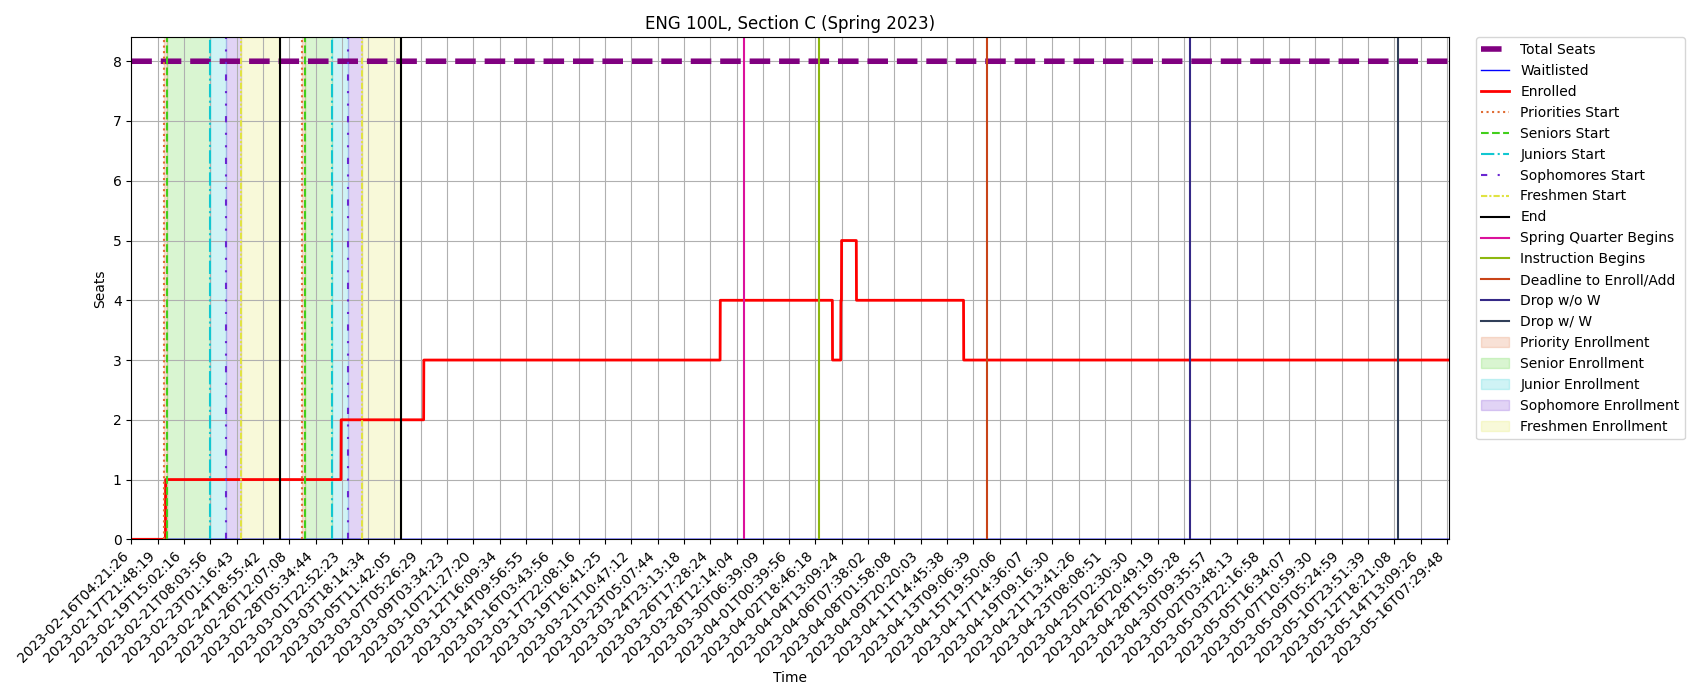 ENG 100L, Section C (Spring 2023)
Seats
8
7
6
5
4
3
2
1
0
2023-02-16T04:21:26
2023-02-17T21:48:19
2023-02-19T15:02:16
2023-02-21T08:03:56
2023-02-23T01:16:43
2023-02-24T18:55:42
2023-02-26T12:07:08
2023-02-28T05:34:44
2023-03-01T22:52:23
2023-03-03T18:14:34
2023-03-05T11:42:05
2023-03-07T05:26:29
2023-03-09T03:34:23
2023-03-10T21:27:20
2023-03-12T16:09:34
2023-03-14T09:56:55
2023-03-16T03:43:56
2023-03-17T22:08:16
2023-03-19T16:41:25
2023-03-21T10:47:12
2023-03-23T05:07:44
2023-03-24T23:13:18
2023-03-26T17:28:24
2023-03-28T12:14:04
2023-03-30T06:39:09
2023-04-01T00:39:56
2023-04-02T18:46:18
2023-04-04T13:09:24
2023-04-06T07:38:02
2023-04-08T01:58:08
2023-04-09T20:20:03
2023-04-11T14:45:38
2023-04-13T09:06:39
2023-04-15T19:50:06
2023-04-17T14:36:07
2023-04-19T09:16:30
2023-04-21T13:41:26
2023-04-23T08:08:51
2023-04-25T02:30:30
2023-04-26T20:49:19
2023-04-28T15:05:28
2023-04-30T09:35:57
2023-05-02T03:48:13
2023-05-03T22:16:58
2023-05-05T16:34:07
2023-05-07T10:59:30
2023-05-09T05:24:59
2023-05-10T23:51:39
2023-05-12T18:21:08
2023-05-14T13:09:26
2023-05-16T07:29:48
Time
Total Seats
Waitlisted
Enrolled
Priorities Start
Seniors Start
Juniors Start
Sophomores Start
Freshmen Start
End
Spring Quarter Begins
Instruction Begins
Deadline to Enroll/Add
Drop w/o W
Drop w/ W
Priority Enrollment
Senior Enrollment
Junior Enrollment
Sophomore Enrollment
Freshmen Enrollment